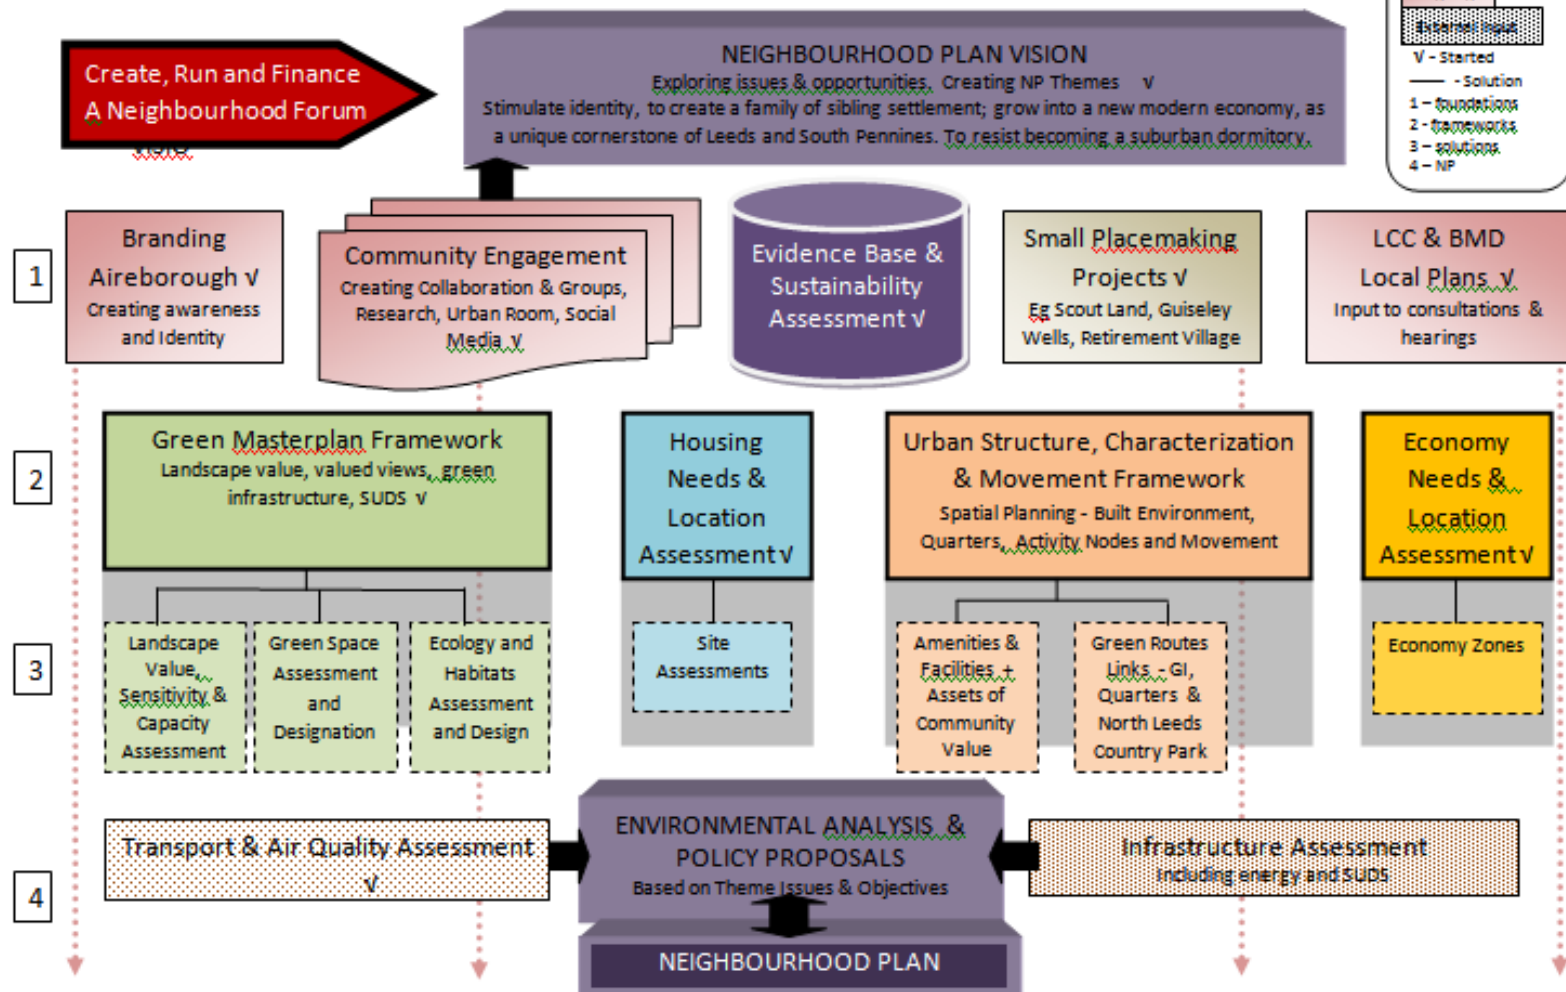 Create, Run and Finance
A Neighbourhood Forum
NEIGHBOURHOOD PLAN VISION
Exploring issues & opportunities, Creating NP Themes √
Stimulate identity, to create a family of sibling settlement; grow into a new modern economy, as
a unique cornerstone of Leeds and South Pennines. To resist becoming a suburban dormitory.
External Input
√ - Started
- Solution
1 – foundations
2 - frameworks
3 – solutions
4 – NP
1
Branding
Aireborough √
Creating awareness
and Identity
Community Engagement
Creating Collaboration & Groups,
Research, Urban Room, Social
Media √
Evidence Base &
Sustainability
Assessment √
Small Placemaking
Projects √
Eg Scout Land, Guiseley
Wells, Retirement Village
LCC & BMD
Local Plans √
Input to consultations &
hearings
2
Green Masterplan Framework
Landscape value, valued views, green
infrastructure, SUDS √
Housing
Needs &
Location
Assessment √
Urban Structure, Characterization
& Movement Framework
Spatial Planning - Built Environment,
Quarters, Activity Nodes and Movement
Economy
Needs &
Location
Assessment √
3
Landscape
Value,
Sensitivity &
Capacity
Assessment
Green Space
Assessment
and
Designation
Ecology and
Habitats
Assessment
and Design
Site
Assessments
Amenities &
Facilities +
Assets of
Community
Value
Green Routes
Links - GI,
Quarters &
North Leeds
Country Park
Economy Zones
4
Transport & Air Quality Assessment
√
ENVIRONMENTAL ANALYSIS &
POLICY PROPOSALS
Based on Theme Issues & Objectives
Infrastructure Assessment
Including energy and SUDS
NEIGHBOURHOOD PLAN